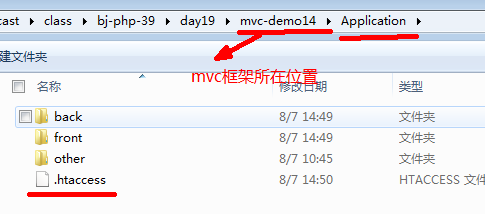 cast ▸ class ▸ bj-php-39 ▸ day19 ▸ mvc-demo14 ▸ Application ▸
建文件夹
mvc框架所在位置
名称 修改日期 类型
back 8/7 14:49 文件夹
front 8/7 14:49 文件夹
other 8/7 10:45 文件夹
.htaccess 8/7 14:50 HTACCESS 文件